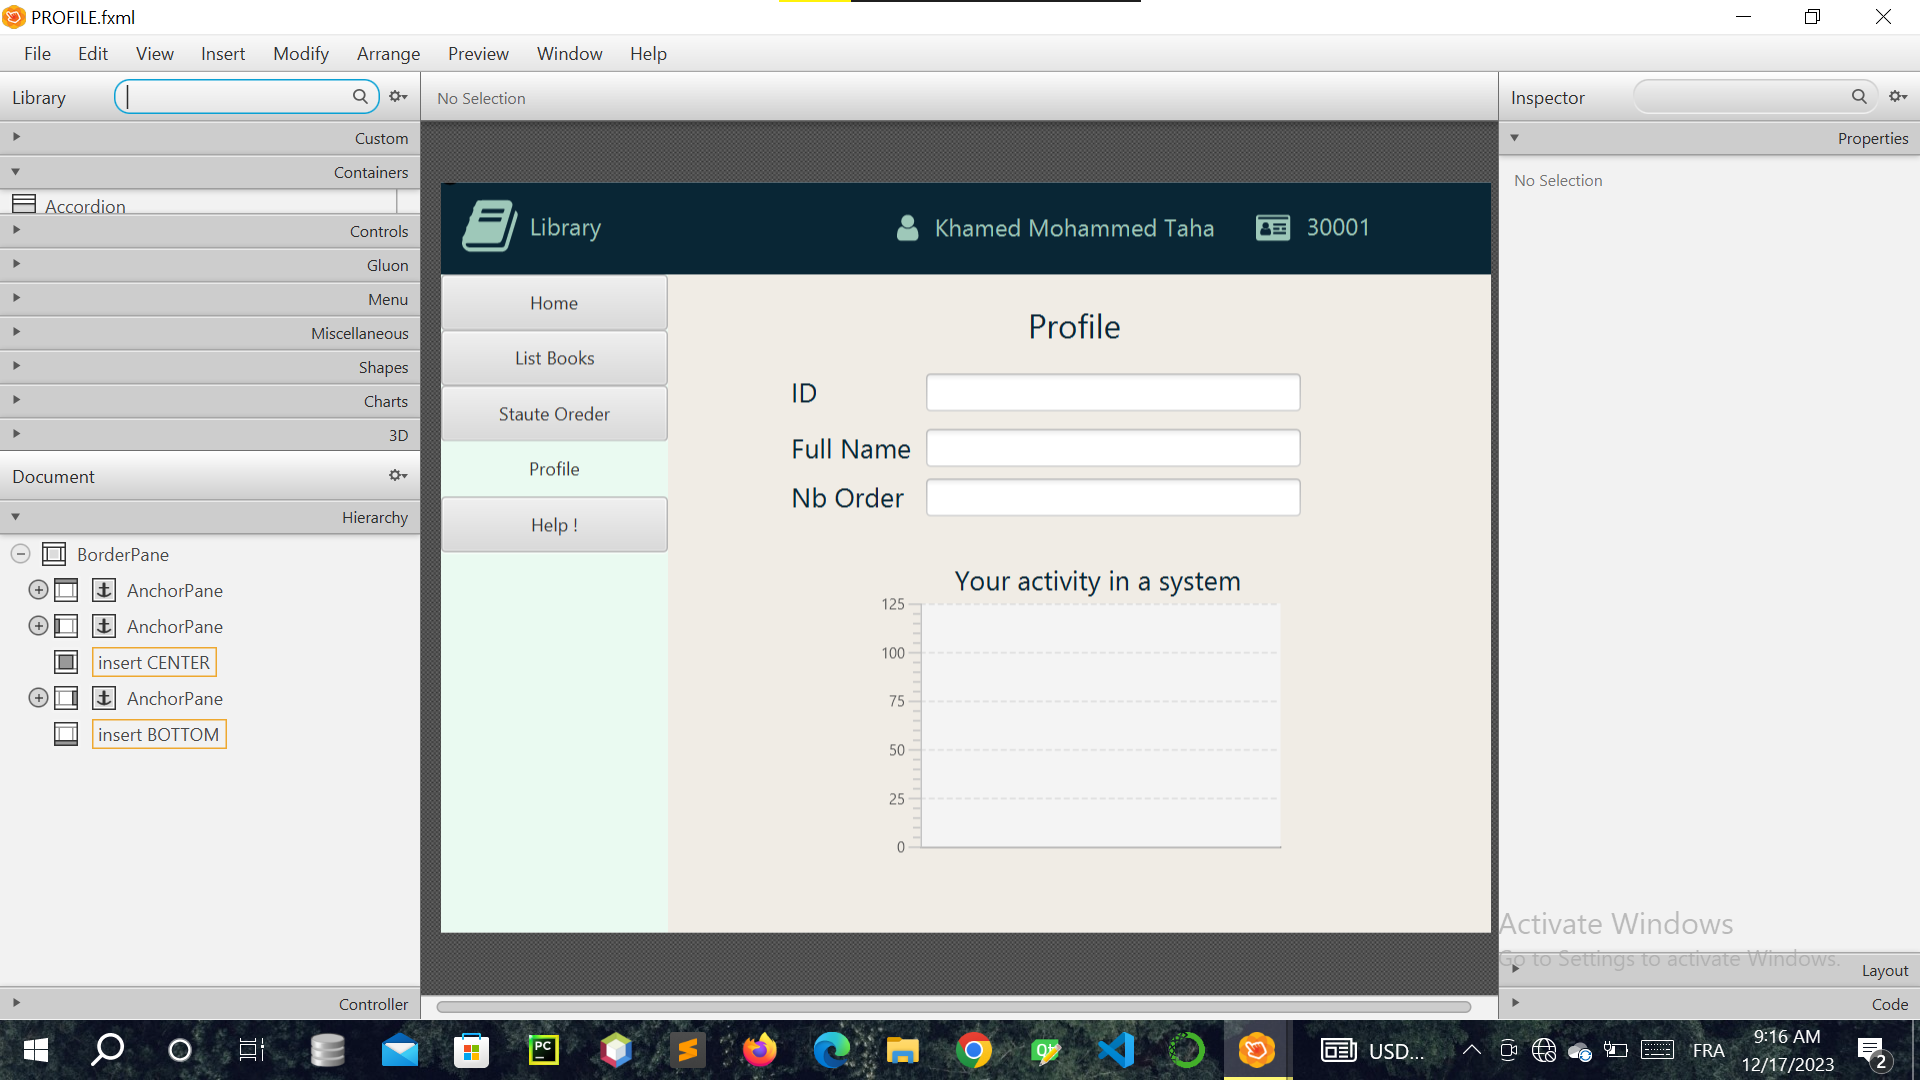 PROFILE.fxml
File Edit View Insert Modify Arrange Preview Window Help
Library
No Selection
Inspector
Custom
Containers
Accordion
Controls
Gluon
Menu
Miscellaneous
Shapes
Charts
3D
Document
Hierarchy
BorderPane
AnchorPane
AnchorPane
insert CENTER
AnchorPane
insert BOTTOM
Controller
Library Khamed Mohammed Taha 30001
Home
List Books
Staute Oreder
Profile
Help !
Profile
ID
Full Name
Nb Order
Your activity in a system
125
100
75
50
25
0
Properties
No Selection
Activate Windows
Go to Settings to activate Windows.
Layout
Code
PC
Qt
USD...
FRA
9:16 AM
12/17/2023
2